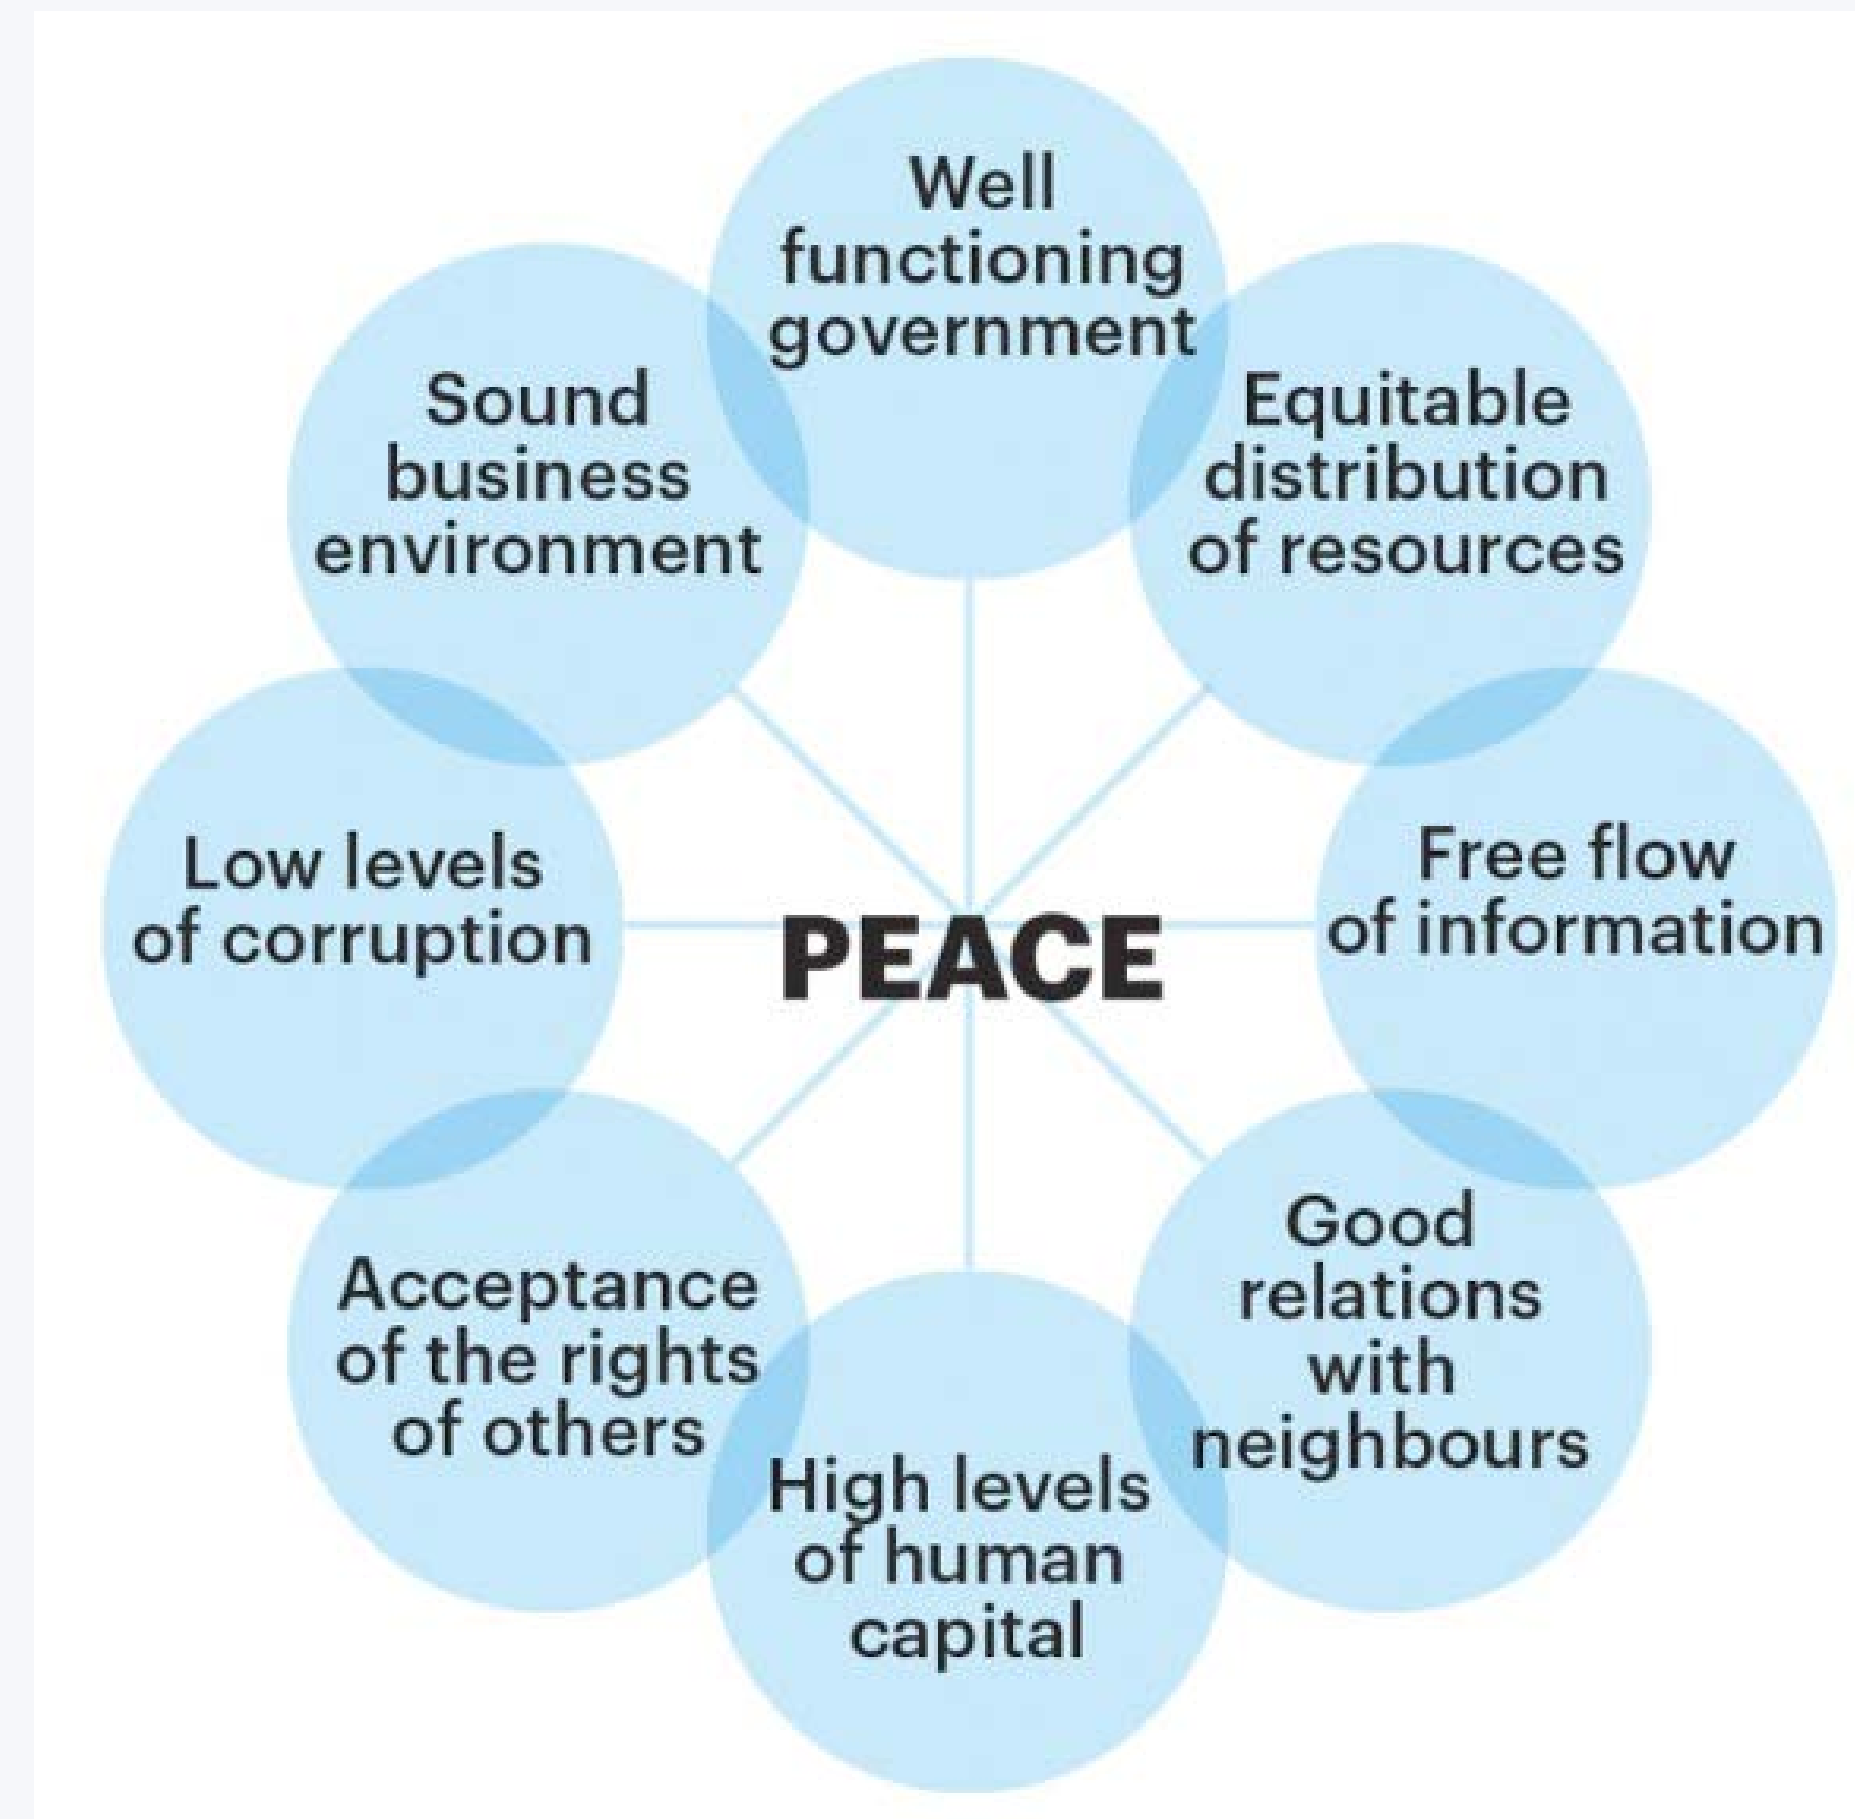 Well
functioning
government
Equitable
distribution
of resources
Free flow
of information
Good
relations
with
neighbours
High levels
of human
capital
Acceptance
of the rights
of others
Low levels
of corruption
Sound
business
environment
PEACE